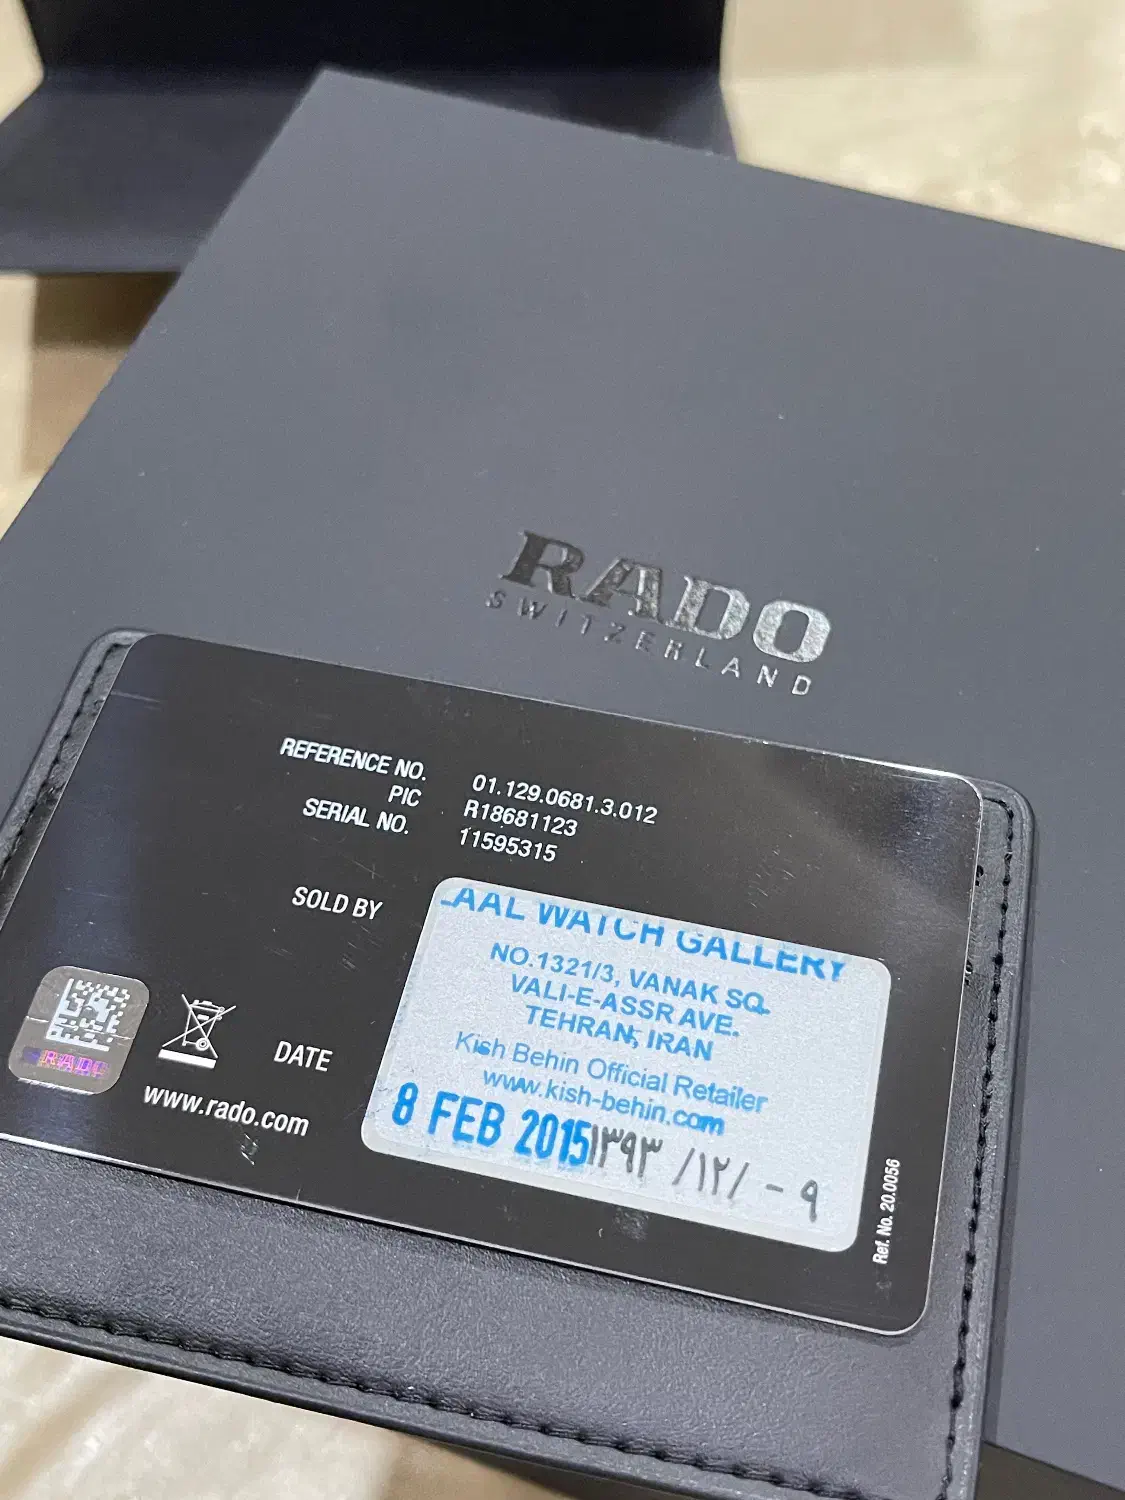 RADO
SWITZERLAND
REFERENCE NO. 01.129.0681.3.012
PIC R18681123
SERIAL NO. 11595315
SOLD BY
LAAL WATCH GALLERY
NO.1321/3, VANAK SQ.
VALI-E-ASSR AVE.
TEHRAN, IRAN
Kish Behin Official Retailer
www.kish-behin.com
DATE
8 FEB 2015 ۱۳۹۳ /۱۲/ - ۹
RADO
www.rado.com
Ref. No. 20.0056